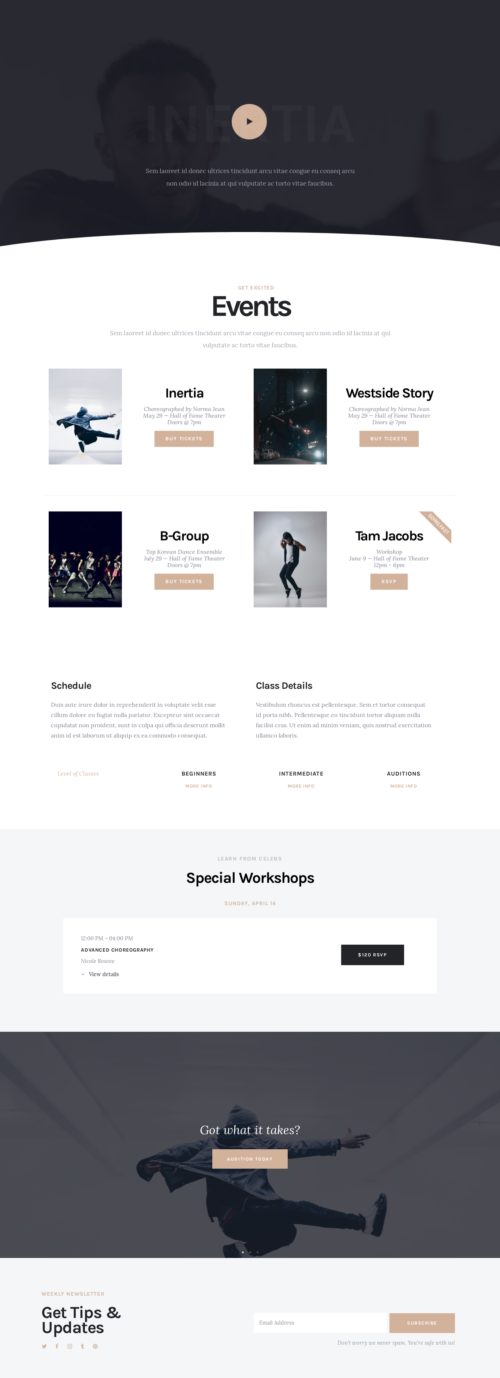 INERTIA
Sem laoreet id donec ultrices tincidunt arcu vitae congue eu conseq arcu
non odio id lacinia at qui vulputate ac torto vitae faucibus.
GET EXCITED
Events
Sem laoreet id donec ultrices tincidunt arcu vitae congue eu conseq arcu non odio id lacinia at qui
vulputate ac torto vitae faucibus.
Inertia
Choreographed by Norma Jean
May 29 — Hall of Fame Theater
Doors @ 7pm
BUY TICKETS
Westside Story
Choreographed by Norma Jean
May 29 — Hall of Fame Theater
Doors @ 7pm
BUY TICKETS
B-Group
Top Korean Dance Ensemble
July 29 — Hall of Fame Theater
Doors @ 7pm
BUY TICKETS
Tam Jacobs
Workshop
June 9 — Hall of Fame Theater
12pm - 6pm
RSVP
Schedule
Duis aute irure dolor in reprehenderit in voluptate velit esse
cillum dolore eu fugiat nulla pariatur. Excepteur sint occaecat
cupidatat non proident, sunt in culpa qui officia deserunt mollit
anim id est laborum ut aliquip ex ea commodo consequat.
Class Details
Vestibulum rhoncus est pellentesque. Sem et tortor consequat
id porta nibh. Pellentesque eu tincidunt tortor aliquam nulla
facilisi cras. Ut enim ad minim veniam, quis nostrud exercitation
ullamco laboris.
Level of Classes
BEGINNERS
MORE INFO
INTERMEDIATE
MORE INFO
AUDITIONS
MORE INFO
LEARN FROM CELEBS
Special Workshops
SUNDAY, APRIL 14
12:00 PM - 04:00 PM
ADVANCED CHOREOGRAPHY
Nicole
View details
$120 RSVP
Got what it takes?
AUDITION TODAY
WEEKLY NEWSLETTER
Get Tips &
Updates
Email Address
SUBSCRIBE
Don't worry we never spam. You're safe with us!